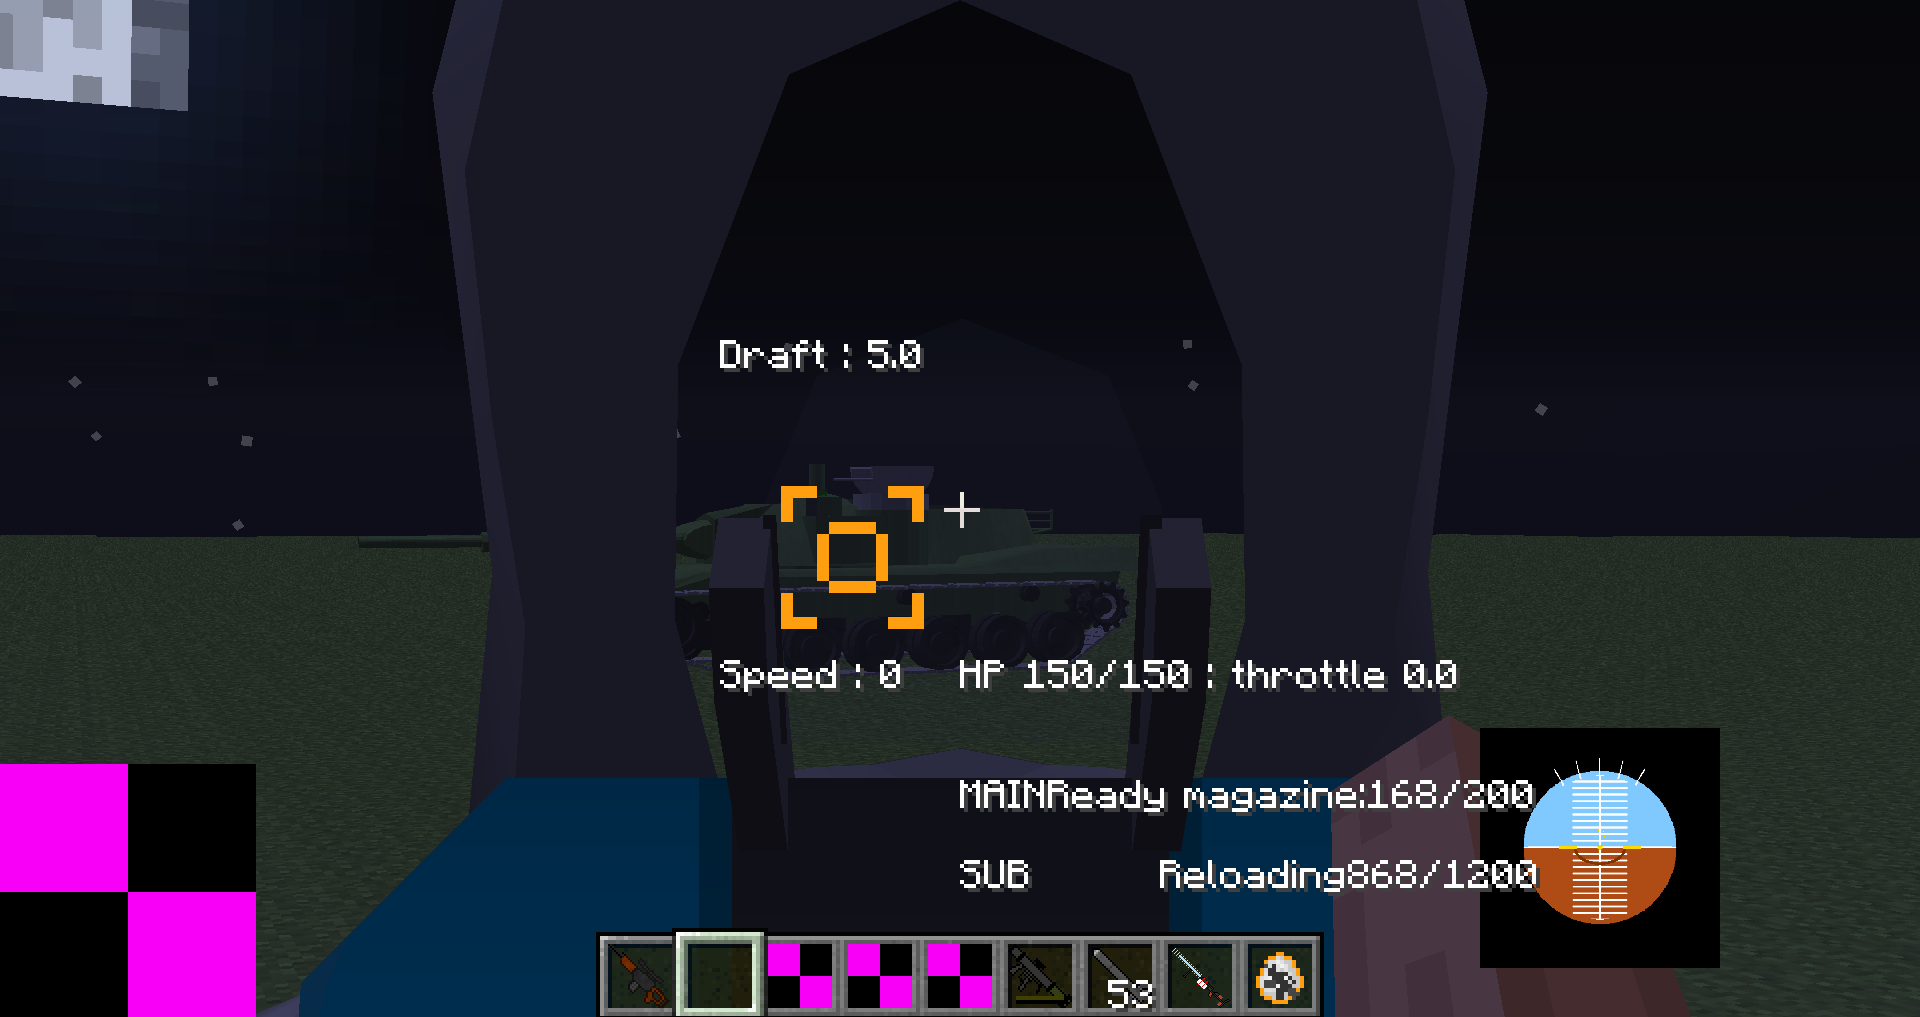 Draft : 5.0
Speed : 0 HP 150/150 : throttle 0.0
MAINReady magazine:168/200
SUB Reloading868/1200
53